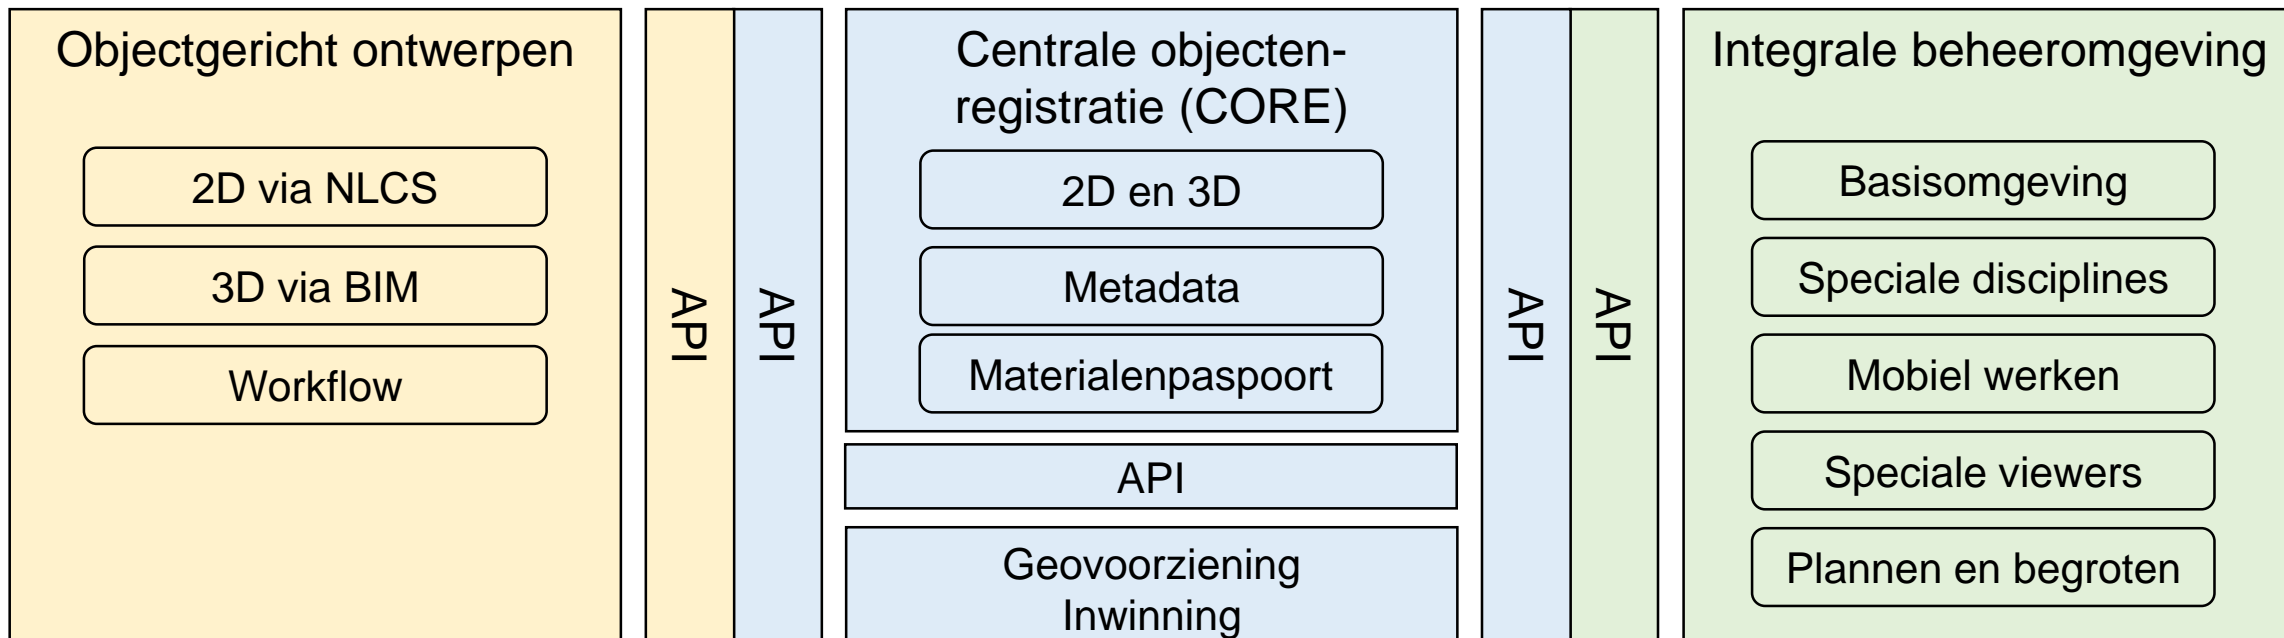 Objectgericht ontwerpen
2D via NLCS
3D via BIM
Workflow
API
API
Centrale objecten-
registratie (CORE)
2D en 3D
Metadata
Materialenpaspoort
API
Geovoorziening
Inwinning
API
API
Integrale beheeromgeving
Basisomgeving
Speciale disciplines
Mobiel werken
Speciale viewers
Plannen en begroten